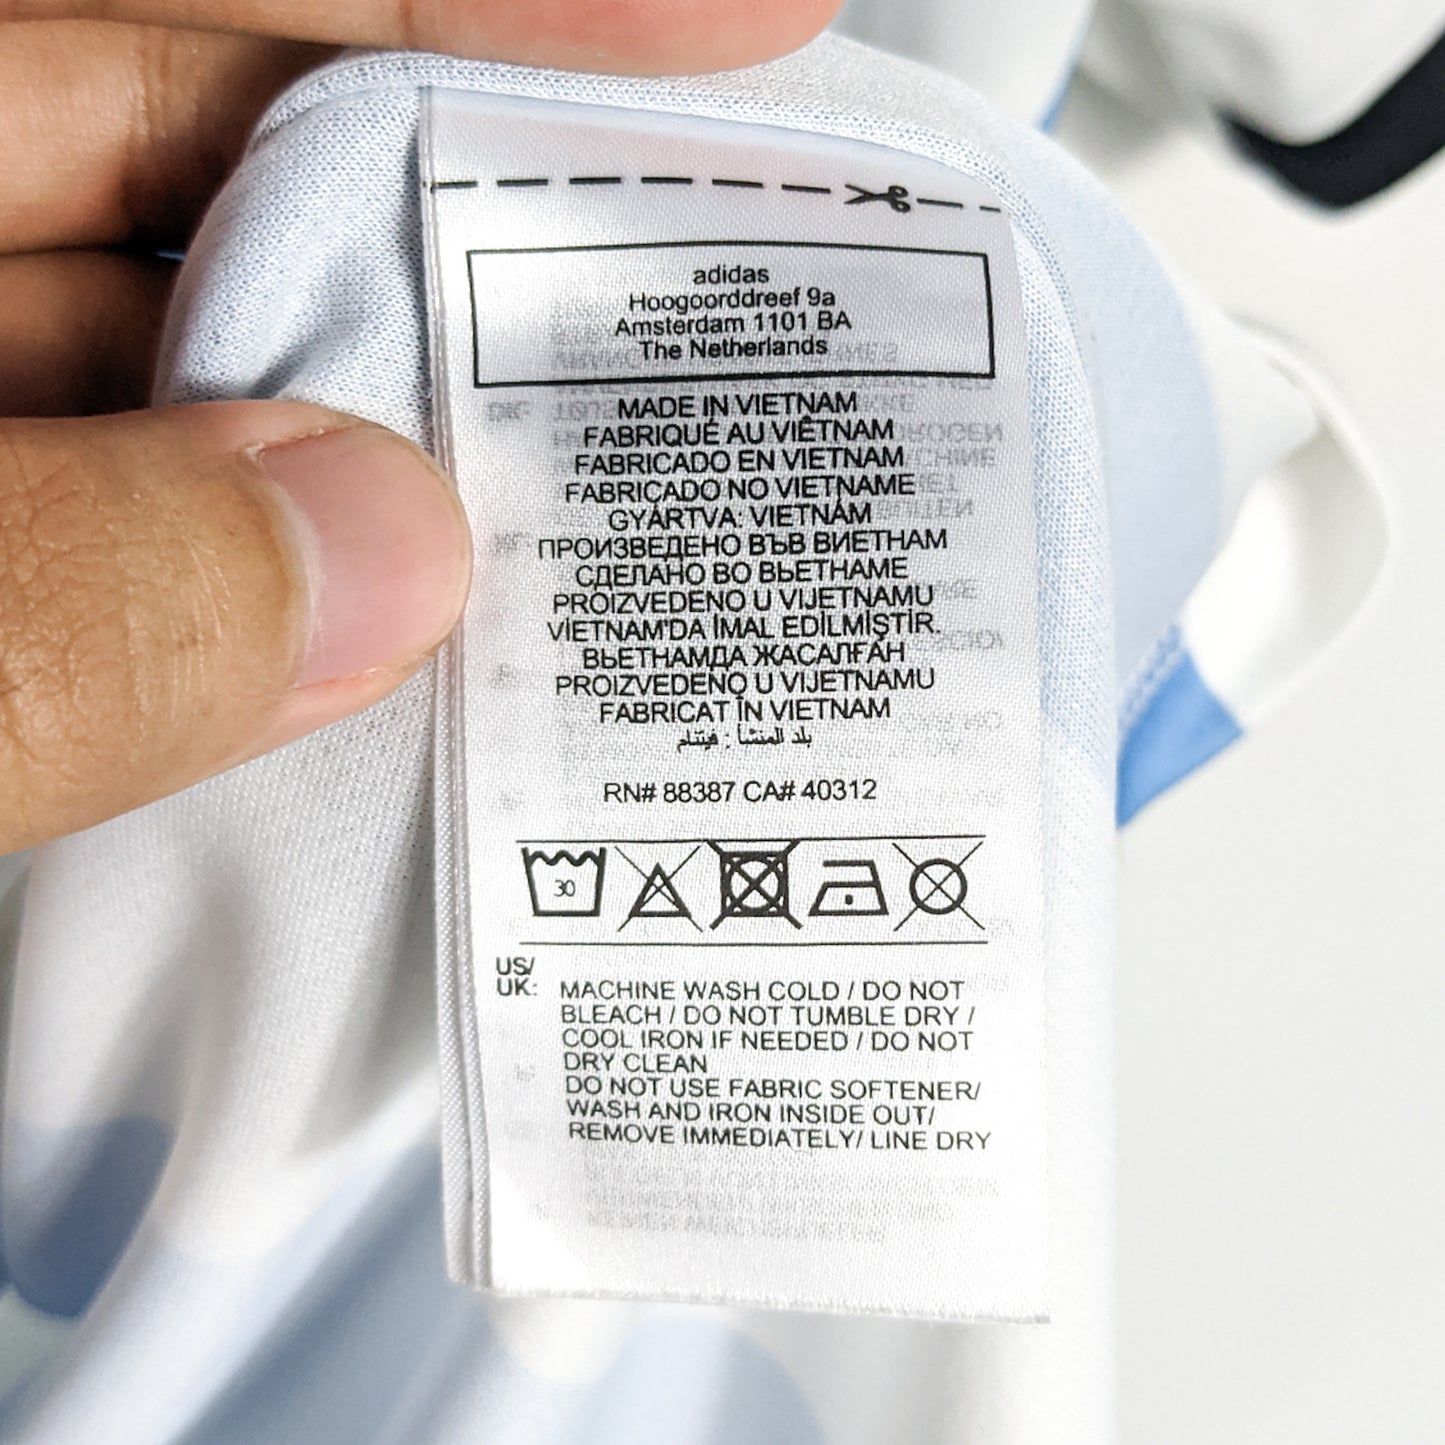 adidas
Hoogoorddreef 9a
Amsterdam 1101 BA
The Netherlands
MADE IN VIETNAM
FABRIQUÉ AU VIÊTNAM
FABRICADO EN VIETNAM
FABRICADO NO VIETNAME
GYÁRTVA: VIETNÁM
ПРОИЗВЕДЕНО ВЪВ ВИЕТНАМ
СДЕЛАНО ВО ВЬЕТНАМЕ
PROIZVEDENO U VIJETNAMU
VİETNAM'DA İMAL EDİLMİŞTİR.
ВЬЕТНАМДА ЖАСАЛҒАН
PROIZVEDENO U VIJETNAMU
FABRICAT ÎN VIETNAM
بلد المنشأ : فيتنام
RN# 88387 CA# 40312
30
US/
UK: MACHINE WASH COLD / DO NOT
BLEACH / DO NOT TUMBLE DRY /
COOL IRON IF NEEDED / DO NOT
DRY CLEAN
DO NOT USE FABRIC SOFTENER/
WASH AND IRON INSIDE OUT/
REMOVE IMMEDIATELY/ LINE DRY